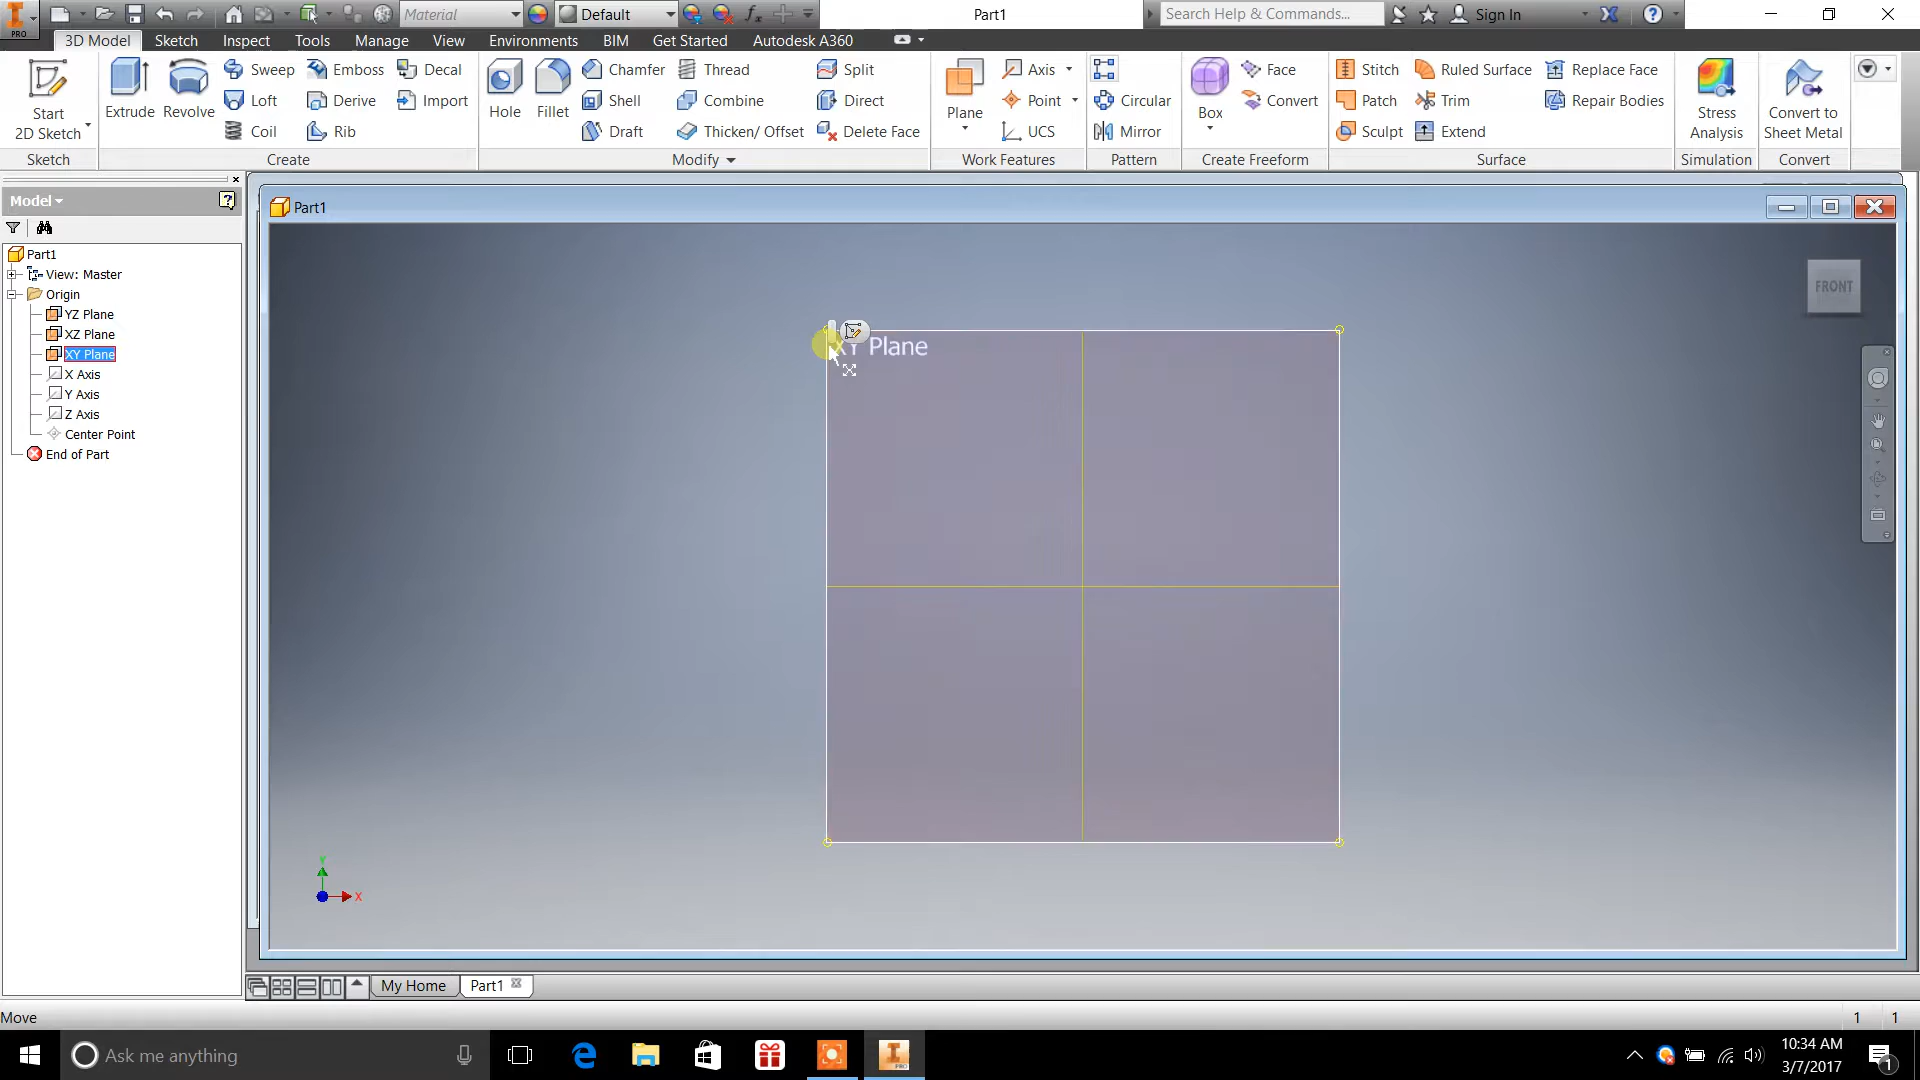 PRO
Material
Default
Part1
Search Help & Commands...
Sign In
3D Model
Sketch
Inspect
Tools
Manage
View
Environments
BIM
Get Started
Autodesk A360
Start
2D Sketch
Extrude
Revolve
Sweep
Loft
Coil
Emboss
Derive
Rib
Decal
Import
Hole
Fillet
Chamfer
Shell
Draft
Thread
Combine
Thicken/ Offset
Split
Direct
Delete Face
Plane
Axis
Point
UCS
Circular
Mirror
Box
Face
Convert
Stitch
Patch
Sculpt
Ruled Surface
Trim
Extend
Replace Face
Repair Bodies
Stress
Analysis
Convert to
Sheet Metal
Sketch
Create
Modify
Work Features
Pattern
Create Freeform
Surface
Simulation
Convert
Model
Part1
Part1
View: Master
Origin
YZ Plane
XZ Plane
XY Plane
X Axis
Y Axis
Z Axis
Center Point
End of Part
FRONT
XY Plane
Y
X
My Home
Part1
Move
1 1
Ask me anything
PRO
10:34 AM
3/7/2017
1